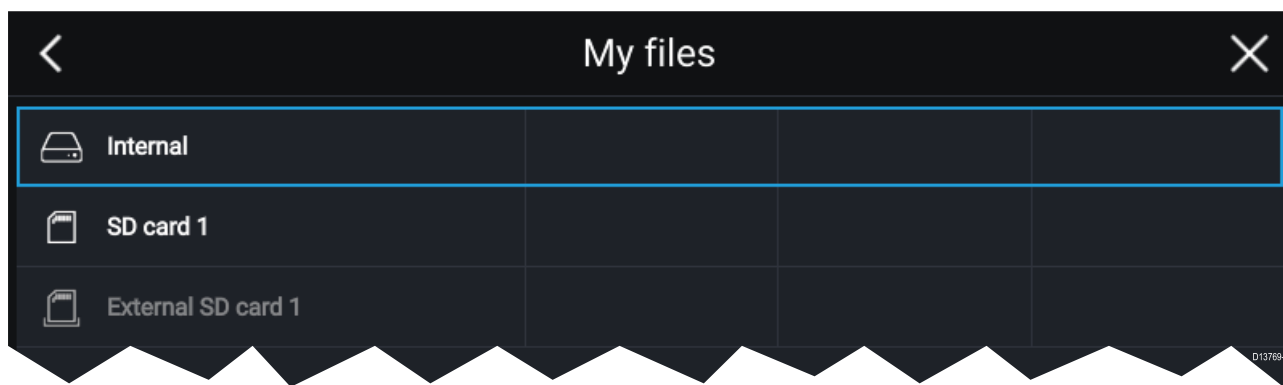 My files
Internal
SD card 1
External SD card 1
D13769-